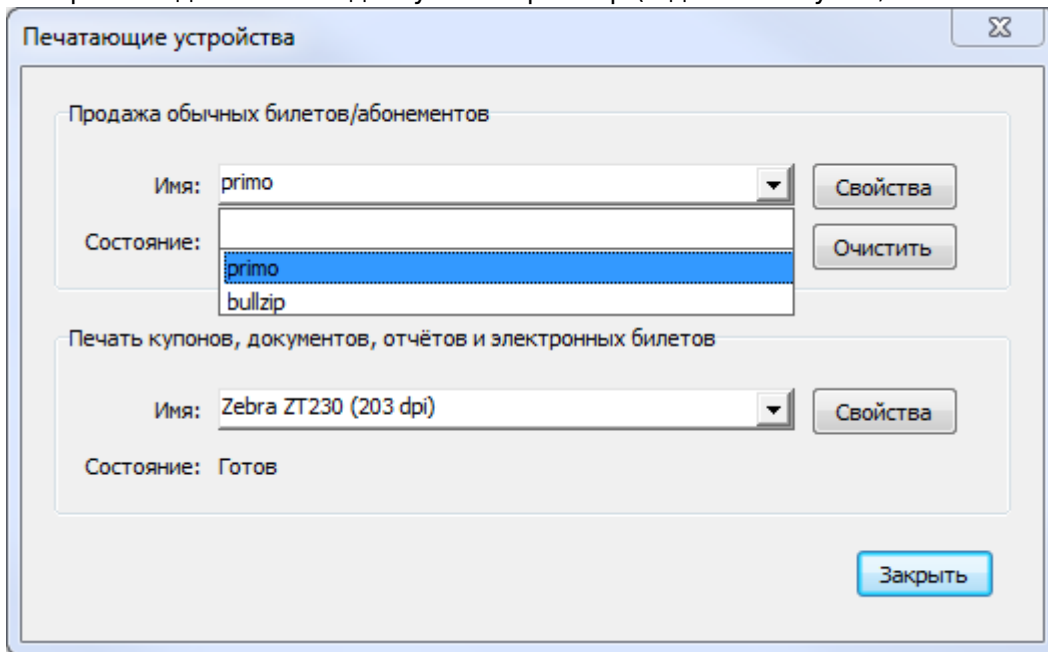 Печатающие устройства
Продажа обычных билетов/абонементов
Имя: primo Свойства
Состояние: Очистить
primo
bullzip
Печать купонов, документов, отчётов и электронных билетов
Имя: Zebra ZT230 (203 dpi) Свойства
Состояние: Готов
Закрыть